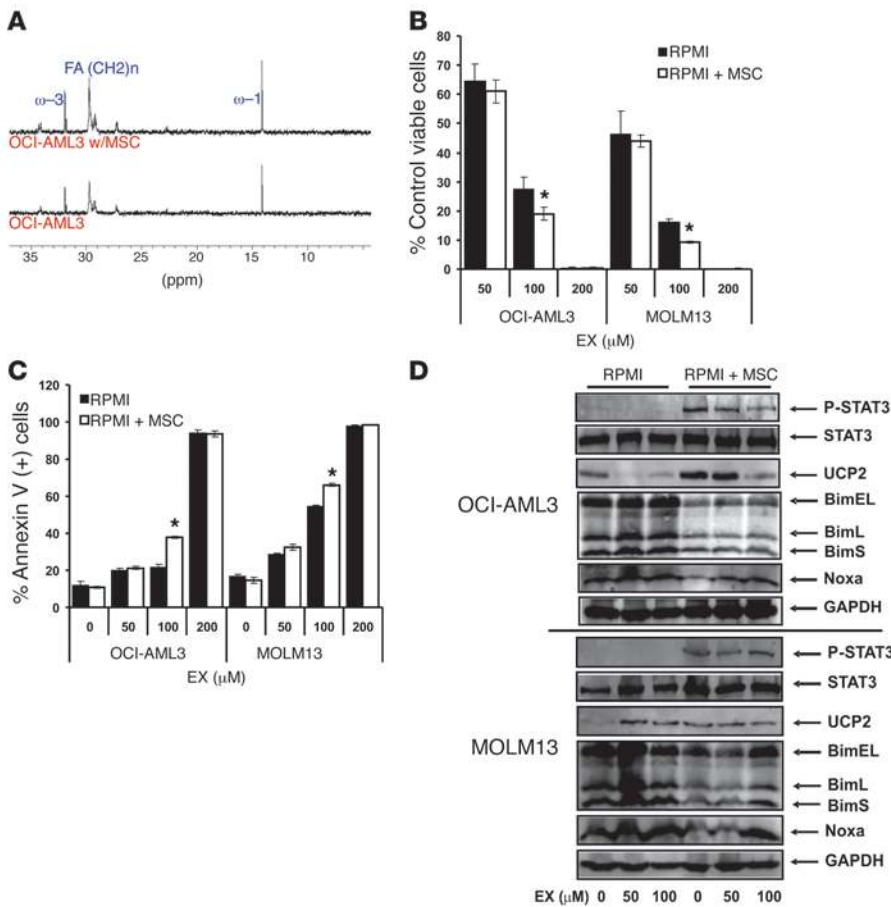 A
FA (CH2)n
ω–3
ω–1
OCI-AML3 w/MSC
OCI-AML3
35 30 25 20 15 10
(ppm)
B
% Control viable cells
80
70
60
50
40
30
20
10
0
RPMI
RPMI + MSC
* *
50 100 200 50 100 200
OCI-AML3 MOLM13
EX (μM)
C
% Annexin V (+) cells
120
100
80
60
40
20
0
RPMI
RPMI + MSC
* *
0 50 100 200 0 50 100 200
OCI-AML3 MOLM13
EX (μM)
D
RPMI RPMI + MSC
OCI-AML3
P-STAT3
STAT3
UCP2
BimEL
BimL
BimS
Noxa
GAPDH
MOLM13
P-STAT3
STAT3
UCP2
BimEL
BimL
BimS
Noxa
GAPDH
EX (μM) 0 50 100 0 50 100